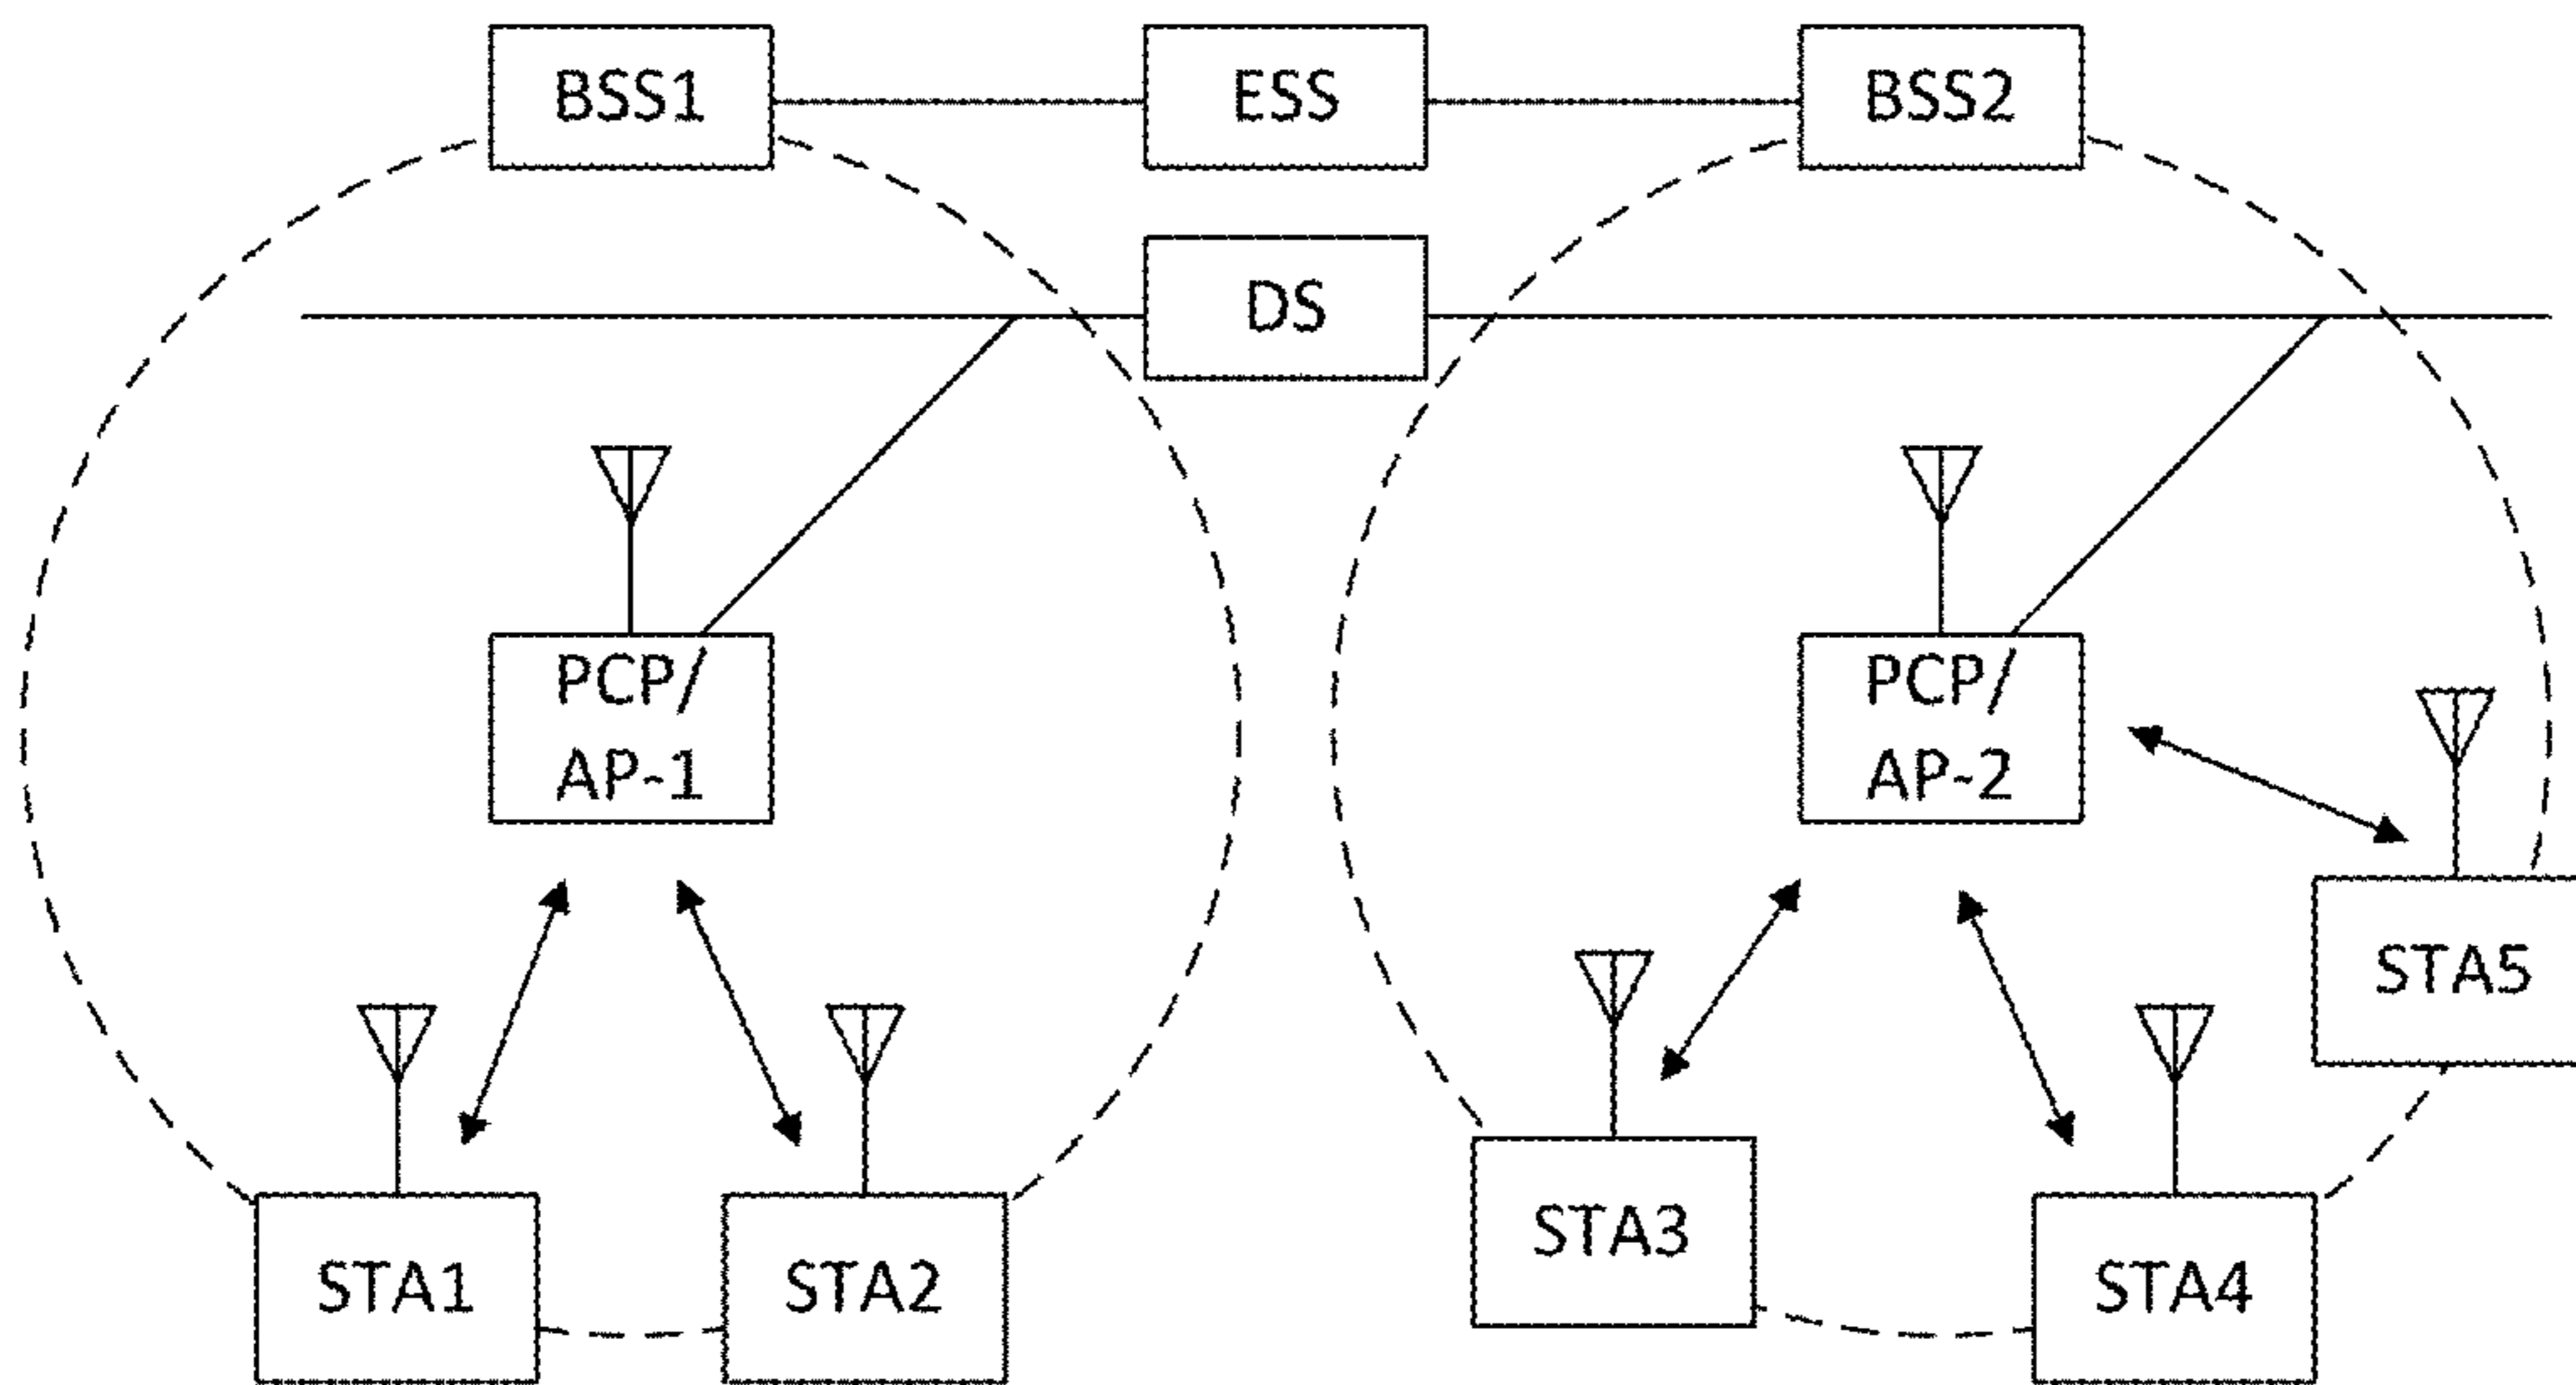 BSS1
ESS
BSS2
DS
PCP/
AP-1
PCP/
AP-2
STA5
STA3
STA1
STA2
STA4